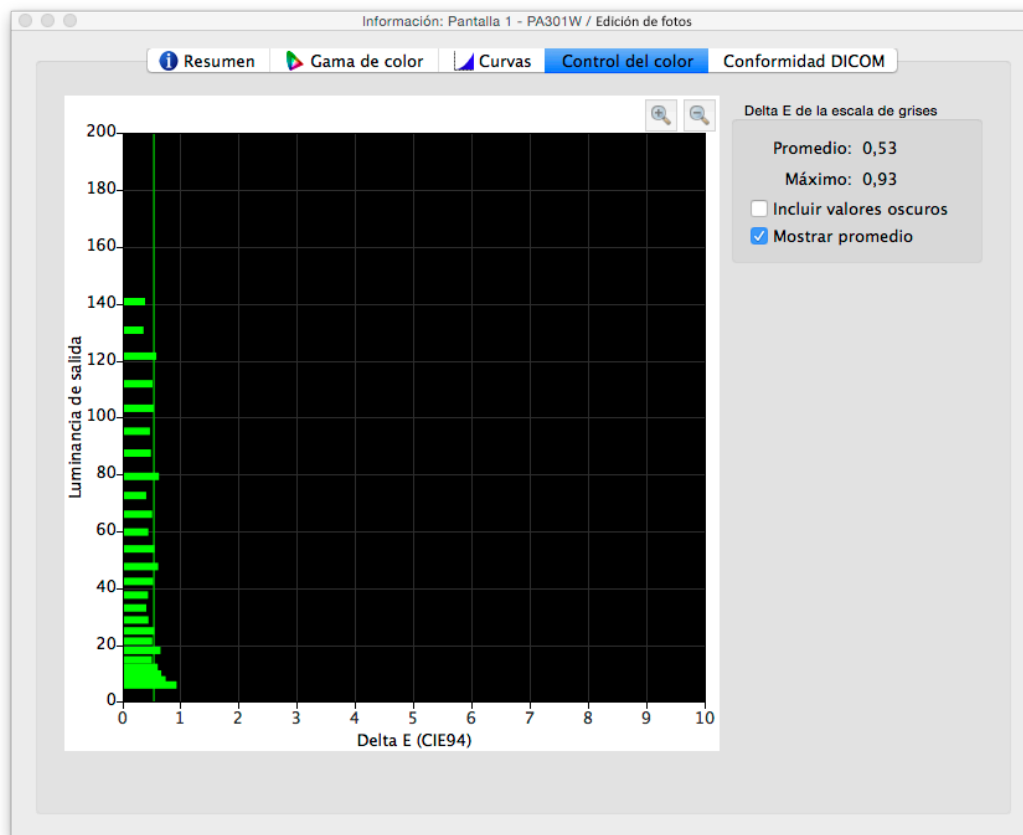 Información: Pantalla 1 - PA301W / Edición de fotos
Resumen
Gama de color
Curvas
Control del color
Conformidad DICOM
Luminancia de salida
200
180
160
140
120
100
80
60
40
20
0
0 1 2 3 4 5 6 7 8 9 10
Delta E (CIE94)
Delta E de la escala de grises
Promedio: 0,53
Máximo: 0,93
Incluir valores oscuros
Mostrar promedio